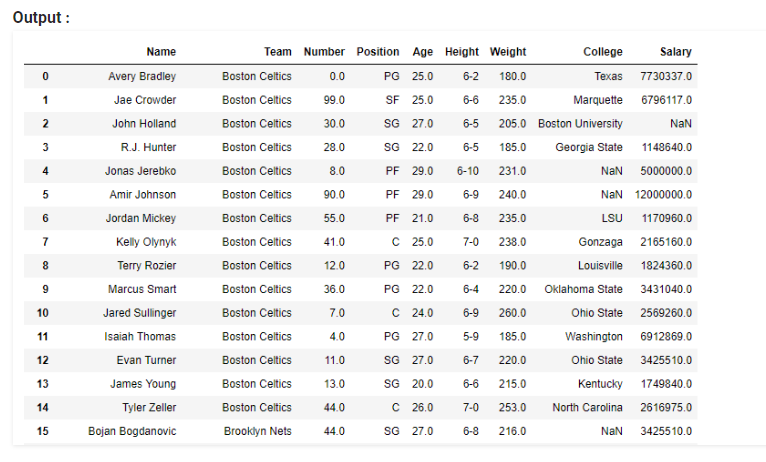 Output :
Name Team Number Position Age Height Weight College Salary
0 Avery Bradley Boston Celtics 0.0 PG 25.0 6-2 180.0 Texas 7730337.0
1 Jae Crowder Boston Celtics 99.0 SF 25.0 6-6 235.0 Marquette 6796117.0
2 John Holland Boston Celtics 30.0 SG 27.0 6-5 205.0 Boston University NaN
3 R.J. Hunter Boston Celtics 28.0 SG 22.0 6-5 185.0 Georgia State 1148640.0
4 Jonas Jerebko Boston Celtics 8.0 PF 29.0 6-10 231.0 NaN 5000000.0
5 Amir Johnson Boston Celtics 90.0 PF 29.0 6-9 240.0 NaN 12000000.0
6 Jordan Mickey Boston Celtics 55.0 PF 21.0 6-8 235.0 LSU 1170960.0
7 Kelly Olynyk Boston Celtics 41.0 C 25.0 7-0 238.0 Gonzaga 2165160.0
8 Terry Rozier Boston Celtics 12.0 PG 22.0 6-2 190.0 Louisville 1824360.0
9 Marcus Smart Boston Celtics 36.0 PG 22.0 6-4 220.0 Oklahoma State 3431040.0
10 Jared Sullinger Boston Celtics 7.0 C 24.0 6-9 260.0 Ohio State 2569260.0
11 Isaiah Thomas Boston Celtics 4.0 PG 27.0 5-9 185.0 Washington 6912869.0
12 Evan Turner Boston Celtics 11.0 SG 27.0 6-7 220.0 Ohio State 3425510.0
13 James Young Boston Celtics 13.0 SG 20.0 6-6 215.0 Kentucky 1749840.0
14 Tyler Zeller Boston Celtics 44.0 C 26.0 7-0 253.0 North Carolina 2616975.0
15 Bojan Bogdanovic Brooklyn Nets 44.0 SG 27.0 6-8 216.0 NaN 3425510.0